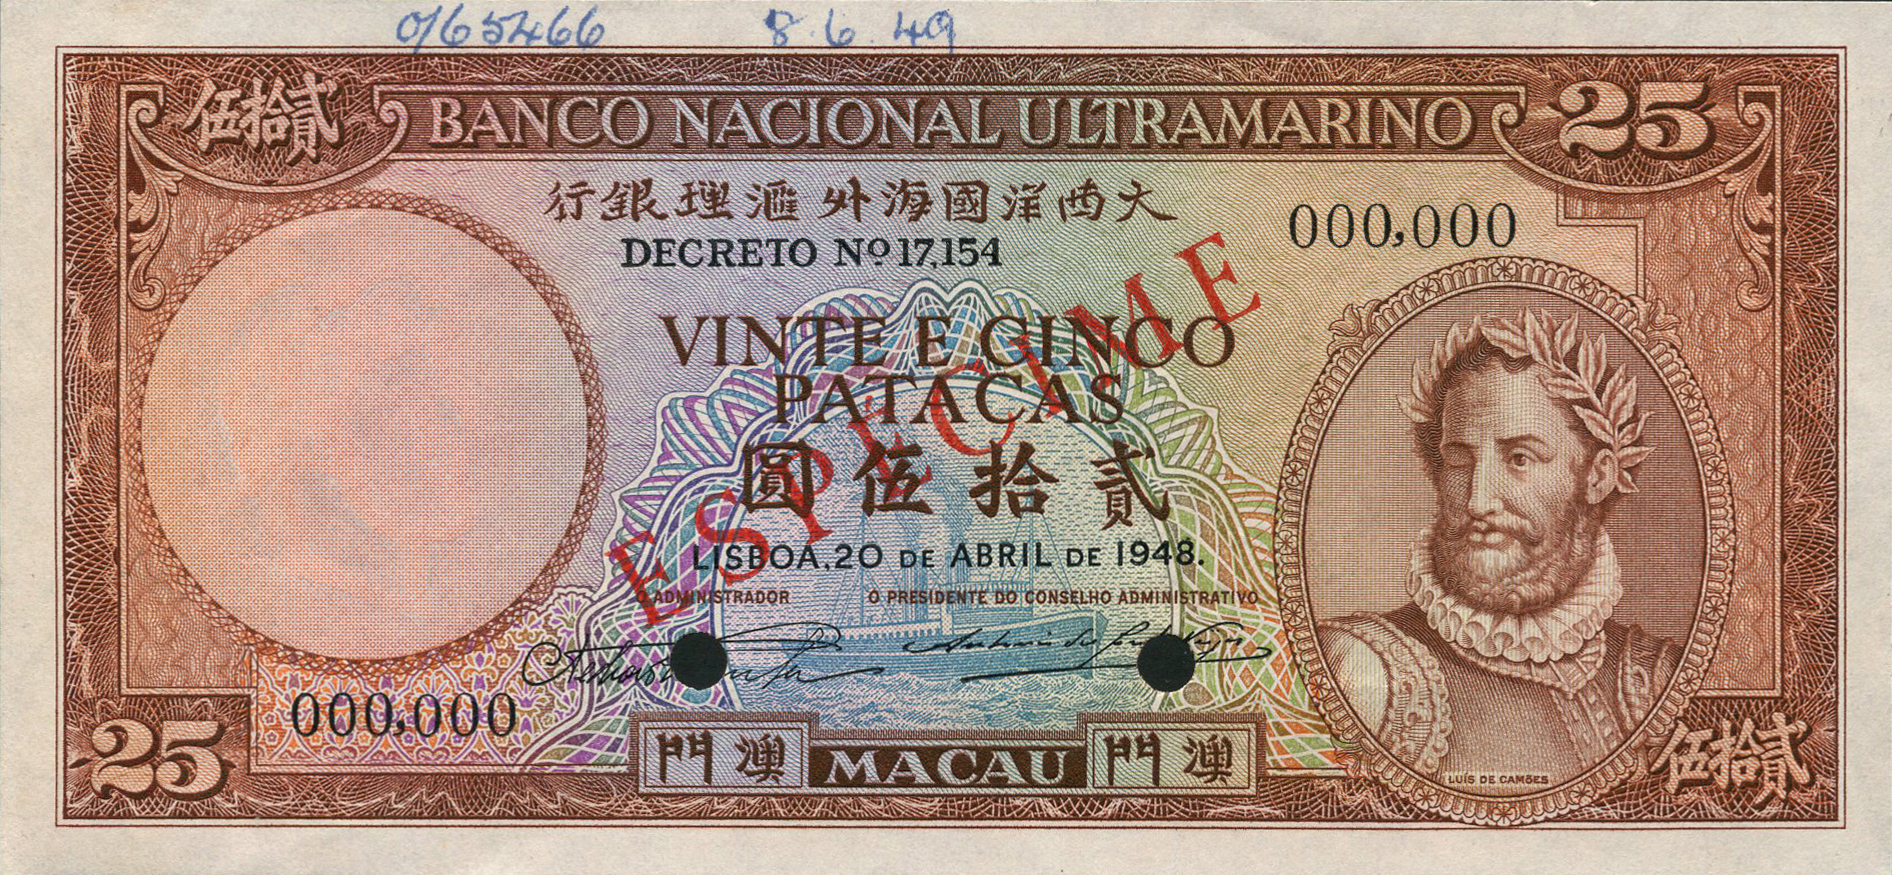 0/65466 8.6.49
貳拾伍
BANCO NACIONAL ULTRAMARINO
25
大西洋國海外滙理銀行
000,000
DECRETO Nº 17,154
VINTE E CINCO
PATACAS
ESPECIME
貳拾伍圓
LISBOA, 20 DE ABRIL DE 1948.
O ADMINISTRADOR
O PRESIDENTE DO CONSELHO ADMINISTRATIVO
000,000
25
澳門
MACAU
澳門
LUÍS DE CAMÕES
貳拾伍